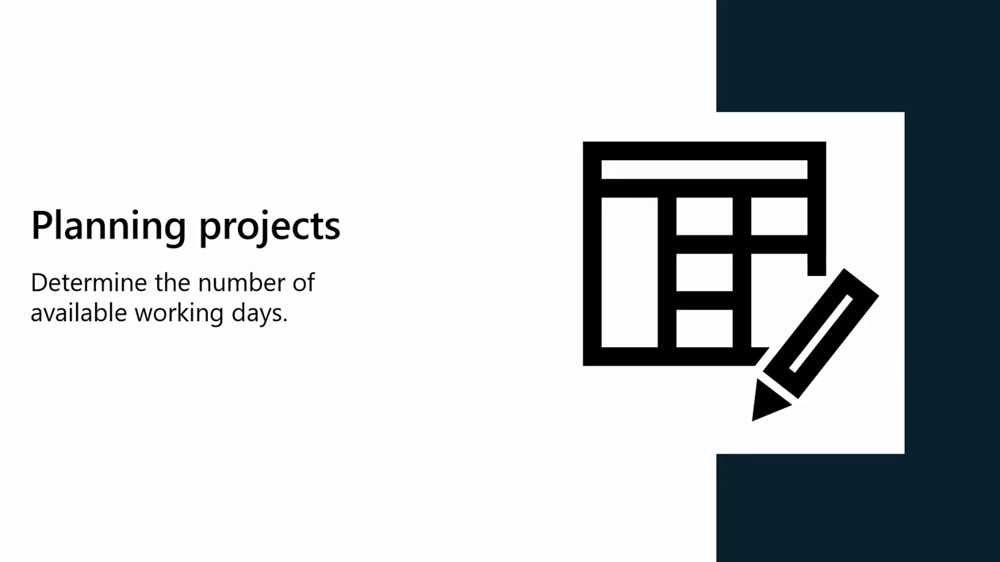 Planning projects
Determine the number of
available working days.